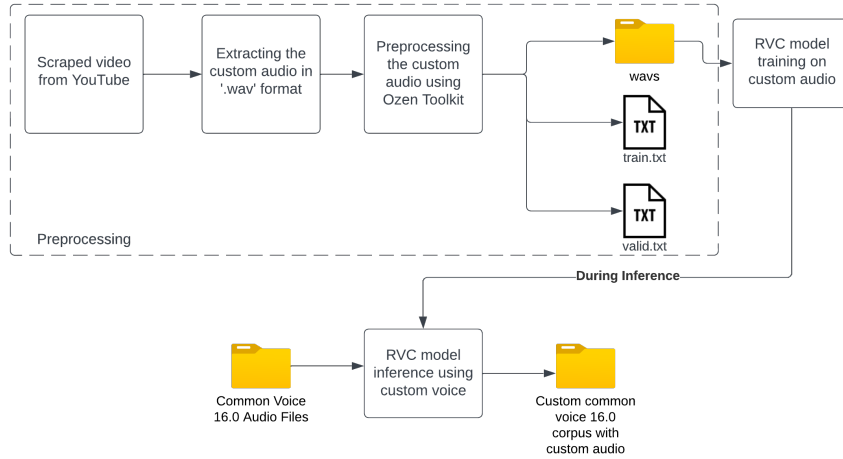 Scraped video
from YouTube
Extracting the
custom audio in
'.wav' format
Preprocessing
the custom
audio using
Ozen Toolkit
wavs
RVC model
training on
custom audio
TXT
train.txt
TXT
valid.txt
Preprocessing
During Inference
Common Voice
16.0 Audio Files
RVC model
inference using
custom voice
Custom common
voice 16.0
corpus with
custom audio